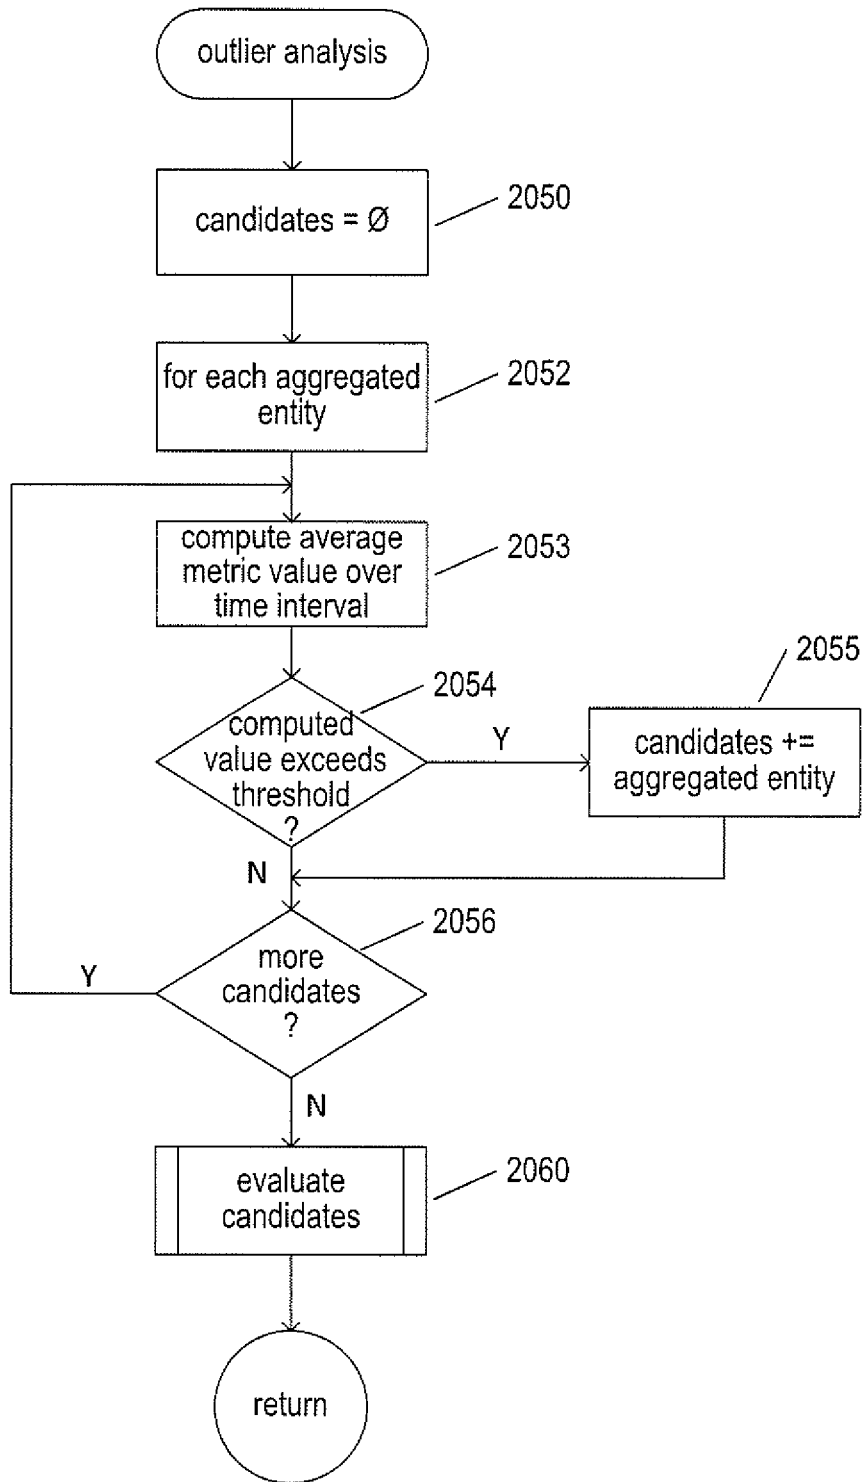 outlier analysis
candidates = Ø
2050
for each aggregated
entity
2052
compute average
metric value over
time interval
2053
computed
value exceeds
threshold
?
2054
Y
candidates +=
aggregated entity
2055
N
more
candidates
?
2056
Y
N
evaluate
candidates
2060
return